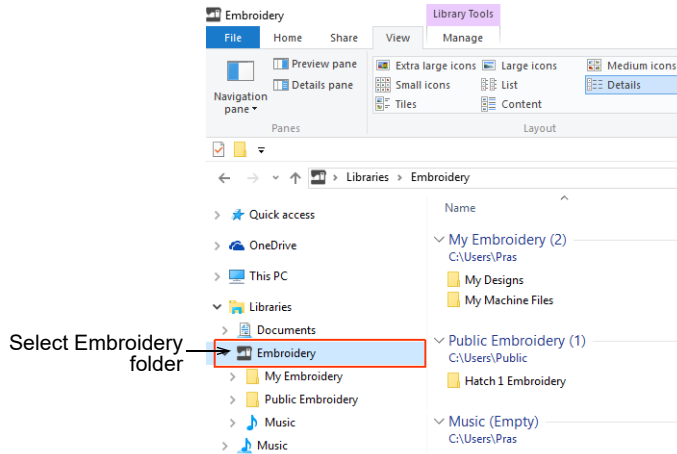 Embroidery
Library Tools
File Home Share View Manage
Preview pane
Details pane
Navigation
pane
Panes
Extra large icons Large icons Medium icons
Small icons List Details
Tiles Content
Layout
Libraries > Embroidery
Quick access
OneDrive
This PC
Libraries
Documents
Embroidery
My Embroidery
Public Embroidery
Music
Music
Select Embroidery
folder
Name
My Embroidery (2)
C:\Users\Pras
My Designs
My Machine Files
Public Embroidery (1)
C:\Users\Public
Hatch 1 Embroidery
Music (Empty)
C:\Users\Pras